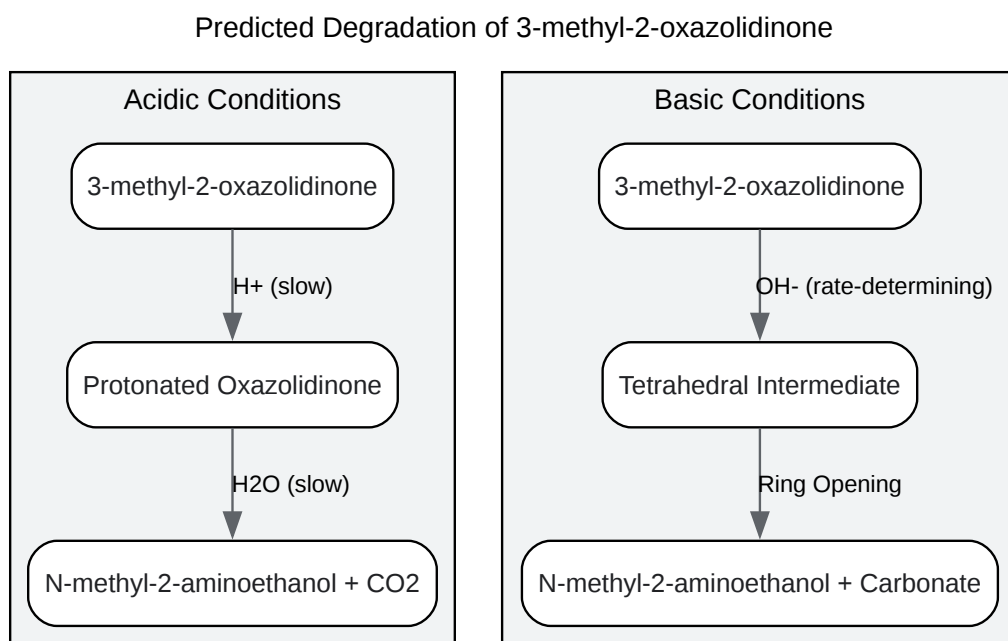 Predicted Degradation of 3-methyl-2-oxazolidinone
Acidic Conditions
3-methyl-2-oxazolidinone
H+ (slow)
Protonated Oxazolidinone
H2O (slow)
N-methyl-2-aminoethanol + CO2
Basic Conditions
3-methyl-2-oxazolidinone
OH- (rate-determining)
Tetrahedral Intermediate
Ring Opening
N-methyl-2-aminoethanol + Carbonate